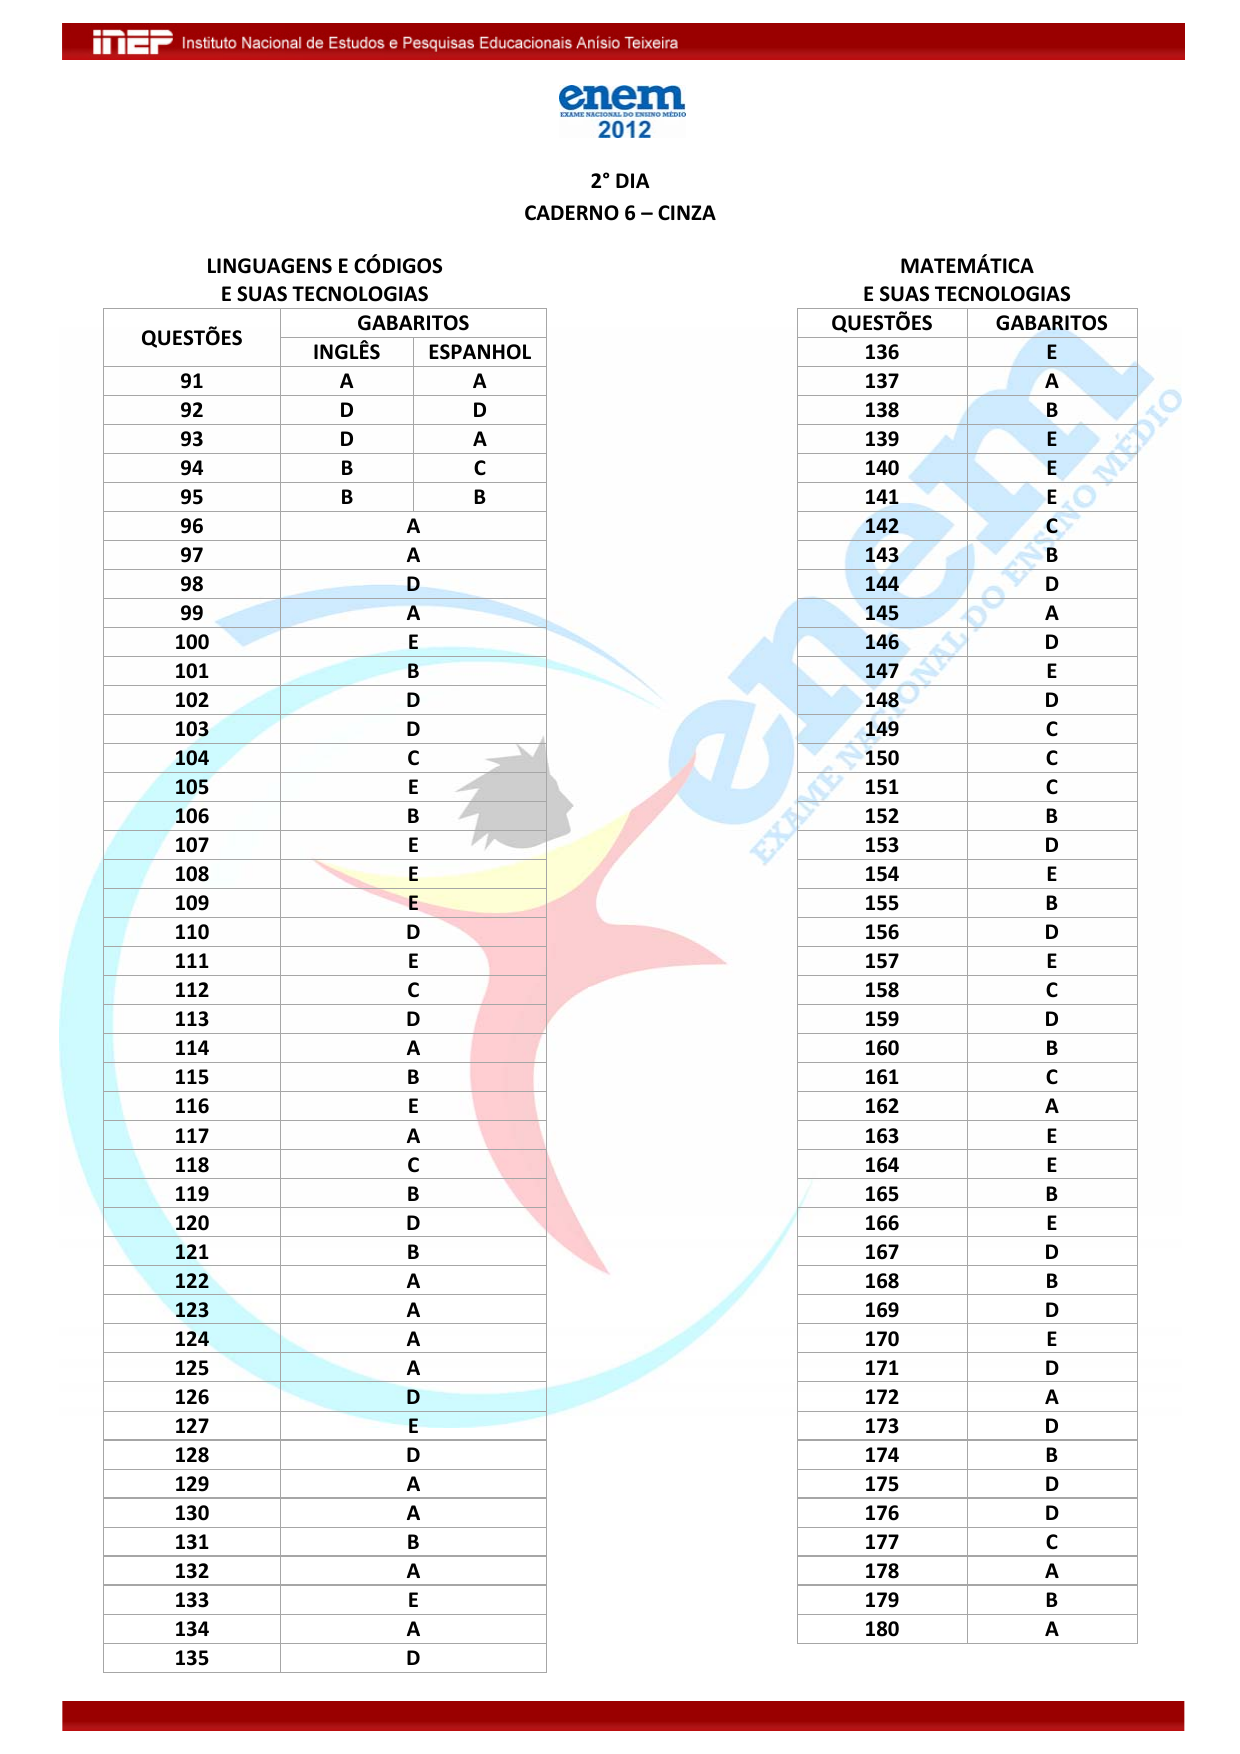 INEP Instituto Nacional de Estudos e Pesquisas Educacionais Anísio Teixeira
enem
EXAME NACIONAL DO ENSINO MÉDIO
2012
2° DIA
CADERNO 6 – CINZA
LINGUAGENS E CÓDIGOS
E SUAS TECNOLOGIAS
QUESTÕES GABARITOS
INGLÊS ESPANHOL
91 A A
92 D D
93 D A
94 B C
95 B B
96 A
97 A
98 D
99 A
100 E
101 B
102 D
103 D
104 C
105 E
106 B
107 E
108 E
109 E
110 D
111 E
112 C
113 D
114 A
115 B
116 E
117 A
118 C
119 B
120 D
121 B
122 A
123 A
124 A
125 A
126 D
127 E
128 D
129 A
130 A
131 B
132 A
133 E
134 A
135 D
MATEMÁTICA
E SUAS TECNOLOGIAS
QUESTÕES GABARITOS
136 E
137 A
138 B
139 E
140 E
141 E
142 C
143 B
144 D
145 A
146 D
147 E
148 D
149 C
150 C
151 C
152 B
153 D
154 E
155 B
156 D
157 E
158 C
159 D
160 B
161 C
162 A
163 E
164 E
165 B
166 E
167 D
168 B
169 D
170 E
171 D
172 A
173 D
174 B
175 D
176 D
177 C
178 A
179 B
180 A
enem
EXAME NACIONAL DO ENSINO MÉDIO